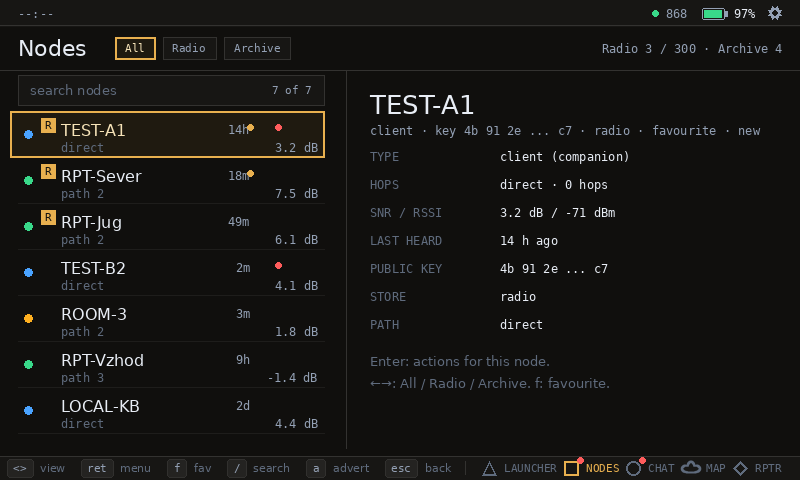 --:-- 868 97%
Nodes All Radio Archive Radio 3 / 300 · Archive 4
search nodes 7 of 7
R TEST-A1 14h
direct 3.2 dB
R RPT-Sever 18m
path 2 7.5 dB
R RPT-Jug 49m
path 2 6.1 dB
TEST-B2 2m
direct 4.1 dB
ROOM-3 3m
path 2 1.8 dB
RPT-Vzhod 9h
path 3 -1.4 dB
LOCAL-KB 2d
direct 4.4 dB
TEST-A1
client · key 4b 91 2e ... c7 · radio · favourite · new
TYPE client (companion)
HOPS direct · 0 hops
SNR / RSSI 3.2 dB / -71 dBm
LAST HEARD 14 h ago
PUBLIC KEY 4b 91 2e ... c7
STORE radio
PATH direct
Enter: actions for this node.
←→: All / Radio / Archive. f: favourite.
<> view ret menu f fav / search a advert esc back LAUNCHER NODES CHAT MAP RPTR